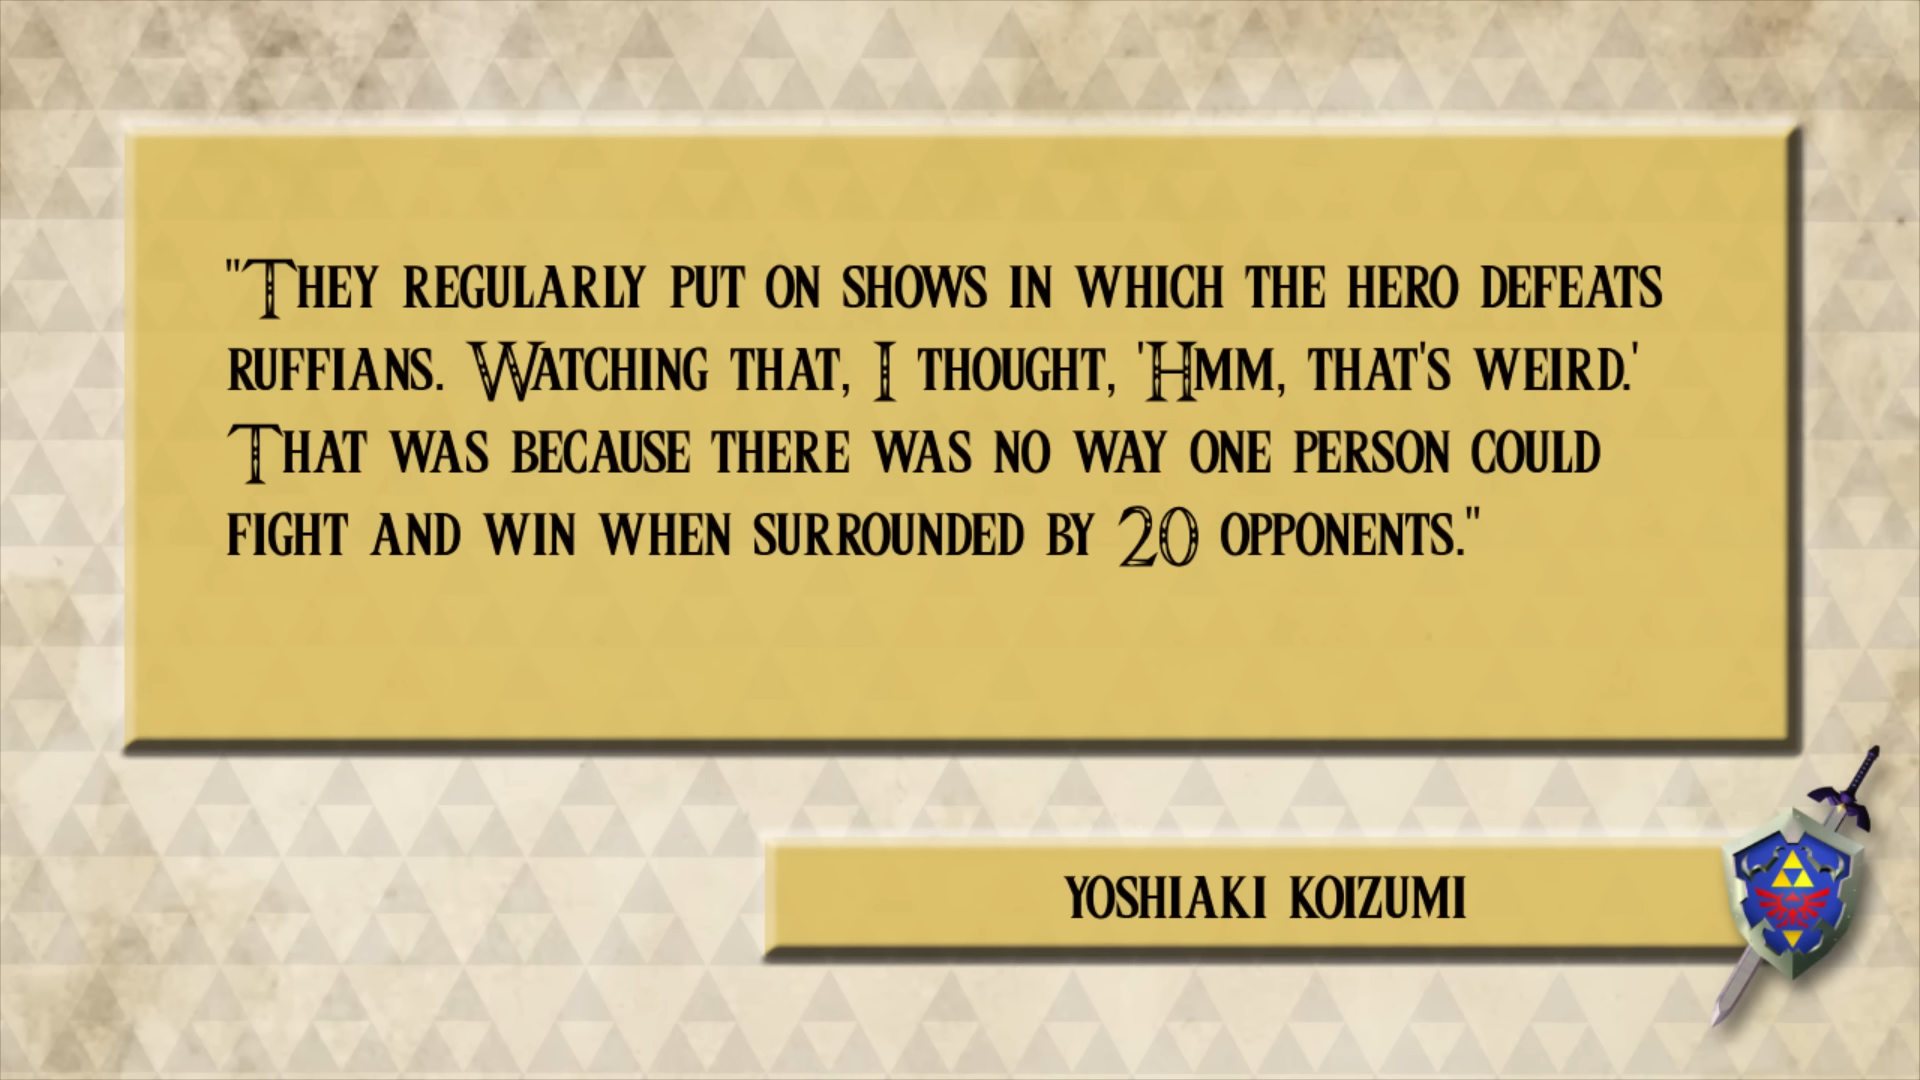 "They regularly put on shows in which the hero defeats
ruffians. Watching that, I thought, 'Hmm, that's weird.'
That was because there was no way one person could
fight and win when surrounded by 20 opponents."
Yoshiaki Koizumi